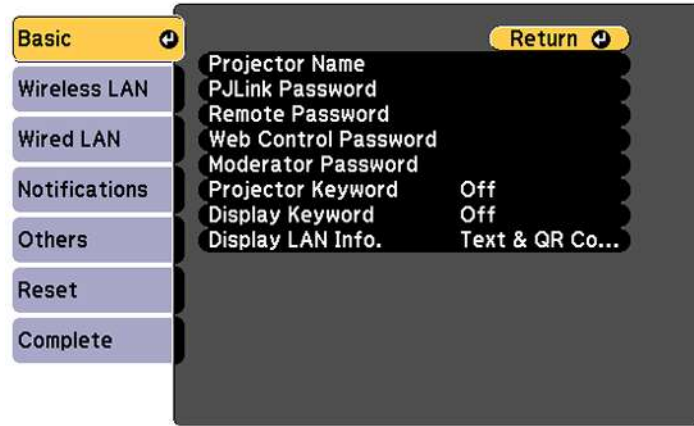 Basic
Wireless LAN
Wired LAN
Notifications
Others
Reset
Complete
Return
Projector Name
PJLink Password
Remote Password
Web Control Password
Moderator Password
Projector Keyword Off
Display Keyword Off
Display LAN Info. Text & QR Co...